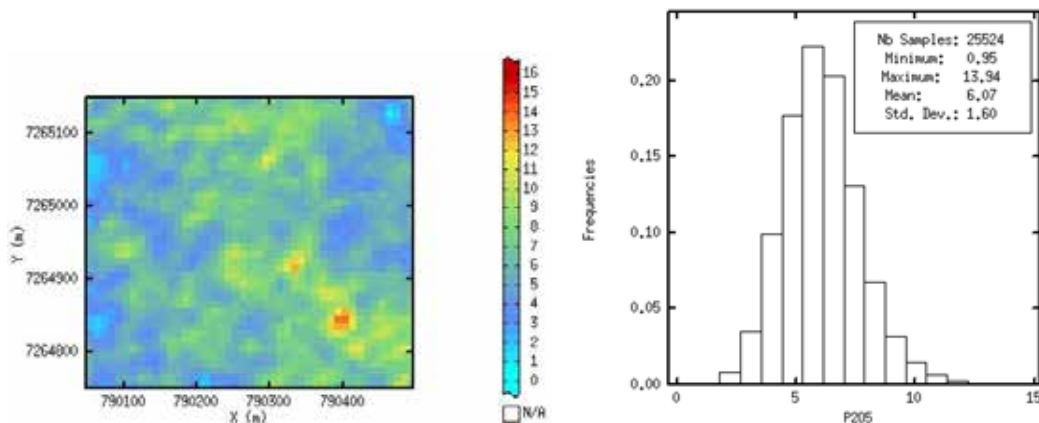 7265100
7265000
7264900
7264800
Y (m)
790100 790200 790300 790400
X (m)
16
15
14
13
12
11
10
9
8
7
6
5
4
3
2
1
0
N/A
Nb Samples: 25524
Minimum: 0.95
Maximum: 13.94
Mean: 6.07
Std. Dev.: 1.60
0.20
0.15
0.10
0.05
0.00
Frequencies
0 5 10 15
P205